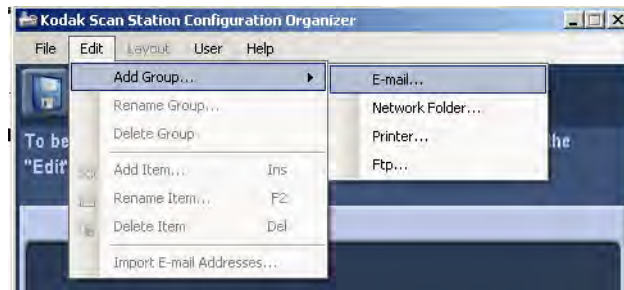 Kodak Scan Station Configuration Organizer
File Edit Layout User Help
Add Group...
Rename Group...
Delete Group
Add Item... Ins
Rename Item... F2
Delete Item Del
Import E-mail Addresses...
E-mail...
Network Folder...
Printer...
Ftp...
To be
the
"Edit"